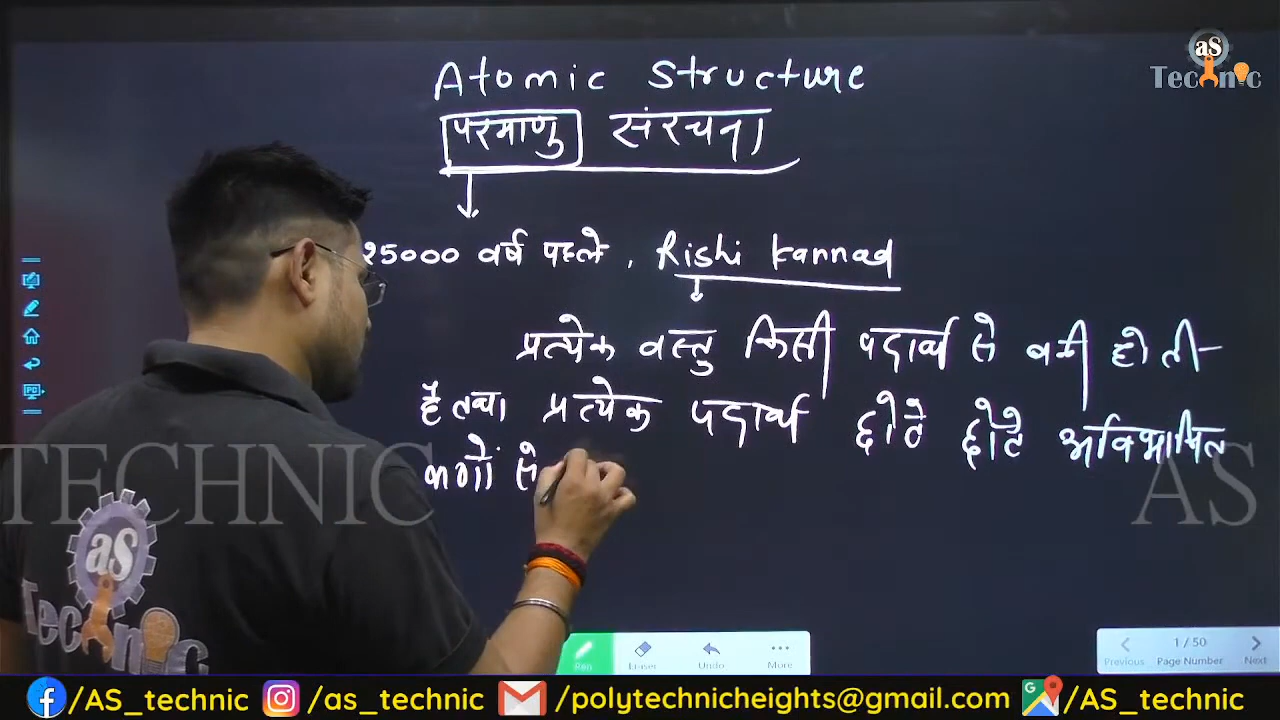 aS
Technic
Atomic Structure
परमाणु संरचना
25000 वर्ष पहले , Rishi Kannad
प्रत्येक वस्तु किसी पदार्थ से बनी होती
है तथा प्रत्येक पदार्थ छोटे छोटे अविभाजित
कणों से
TECHNIC
AS
aS
Technic
Pen
Eraser
Undo
More
Previous
1 / 50
Page Number
Next
/AS_technic
/as_technic
/polytechnicheights@gmail.com
/AS_technic